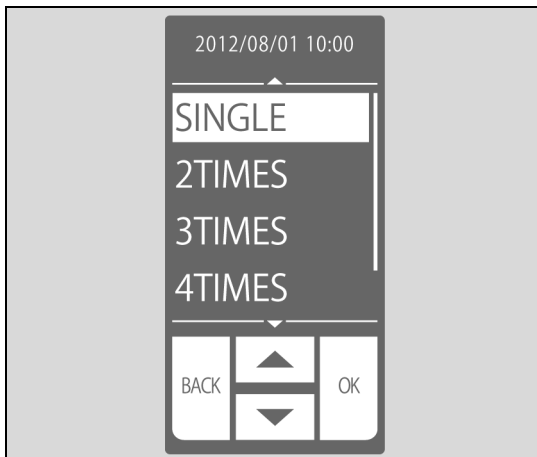 2012/08/01 10:00
SINGLE
2TIMES
3TIMES
4TIMES
BACK
OK